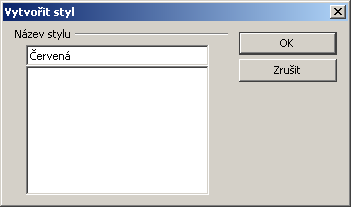 Vytvořit styl
Název stylu
OK
Červená
Zrušit